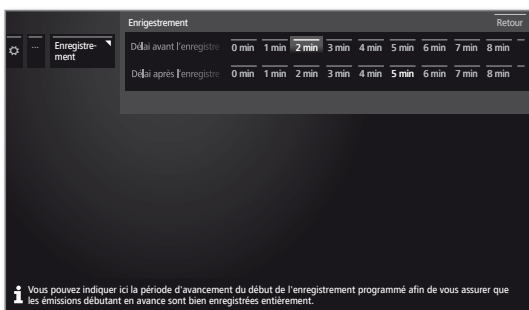 Enrigestrement
Retour
...
Enregistre-
ment
Délai avant l'enregistre 0 min 1 min 2 min 3 min 4 min 5 min 6 min 7 min 8 min
Délai après l'enregistre 0 min 1 min 2 min 3 min 4 min 5 min 6 min 7 min 8 min
Vous pouvez indiquer ici la période d'avancement du début de l'enregistrement programmé afin de vous assurer que
les émissions débutant en avance sont bien enregistrées entièrement.